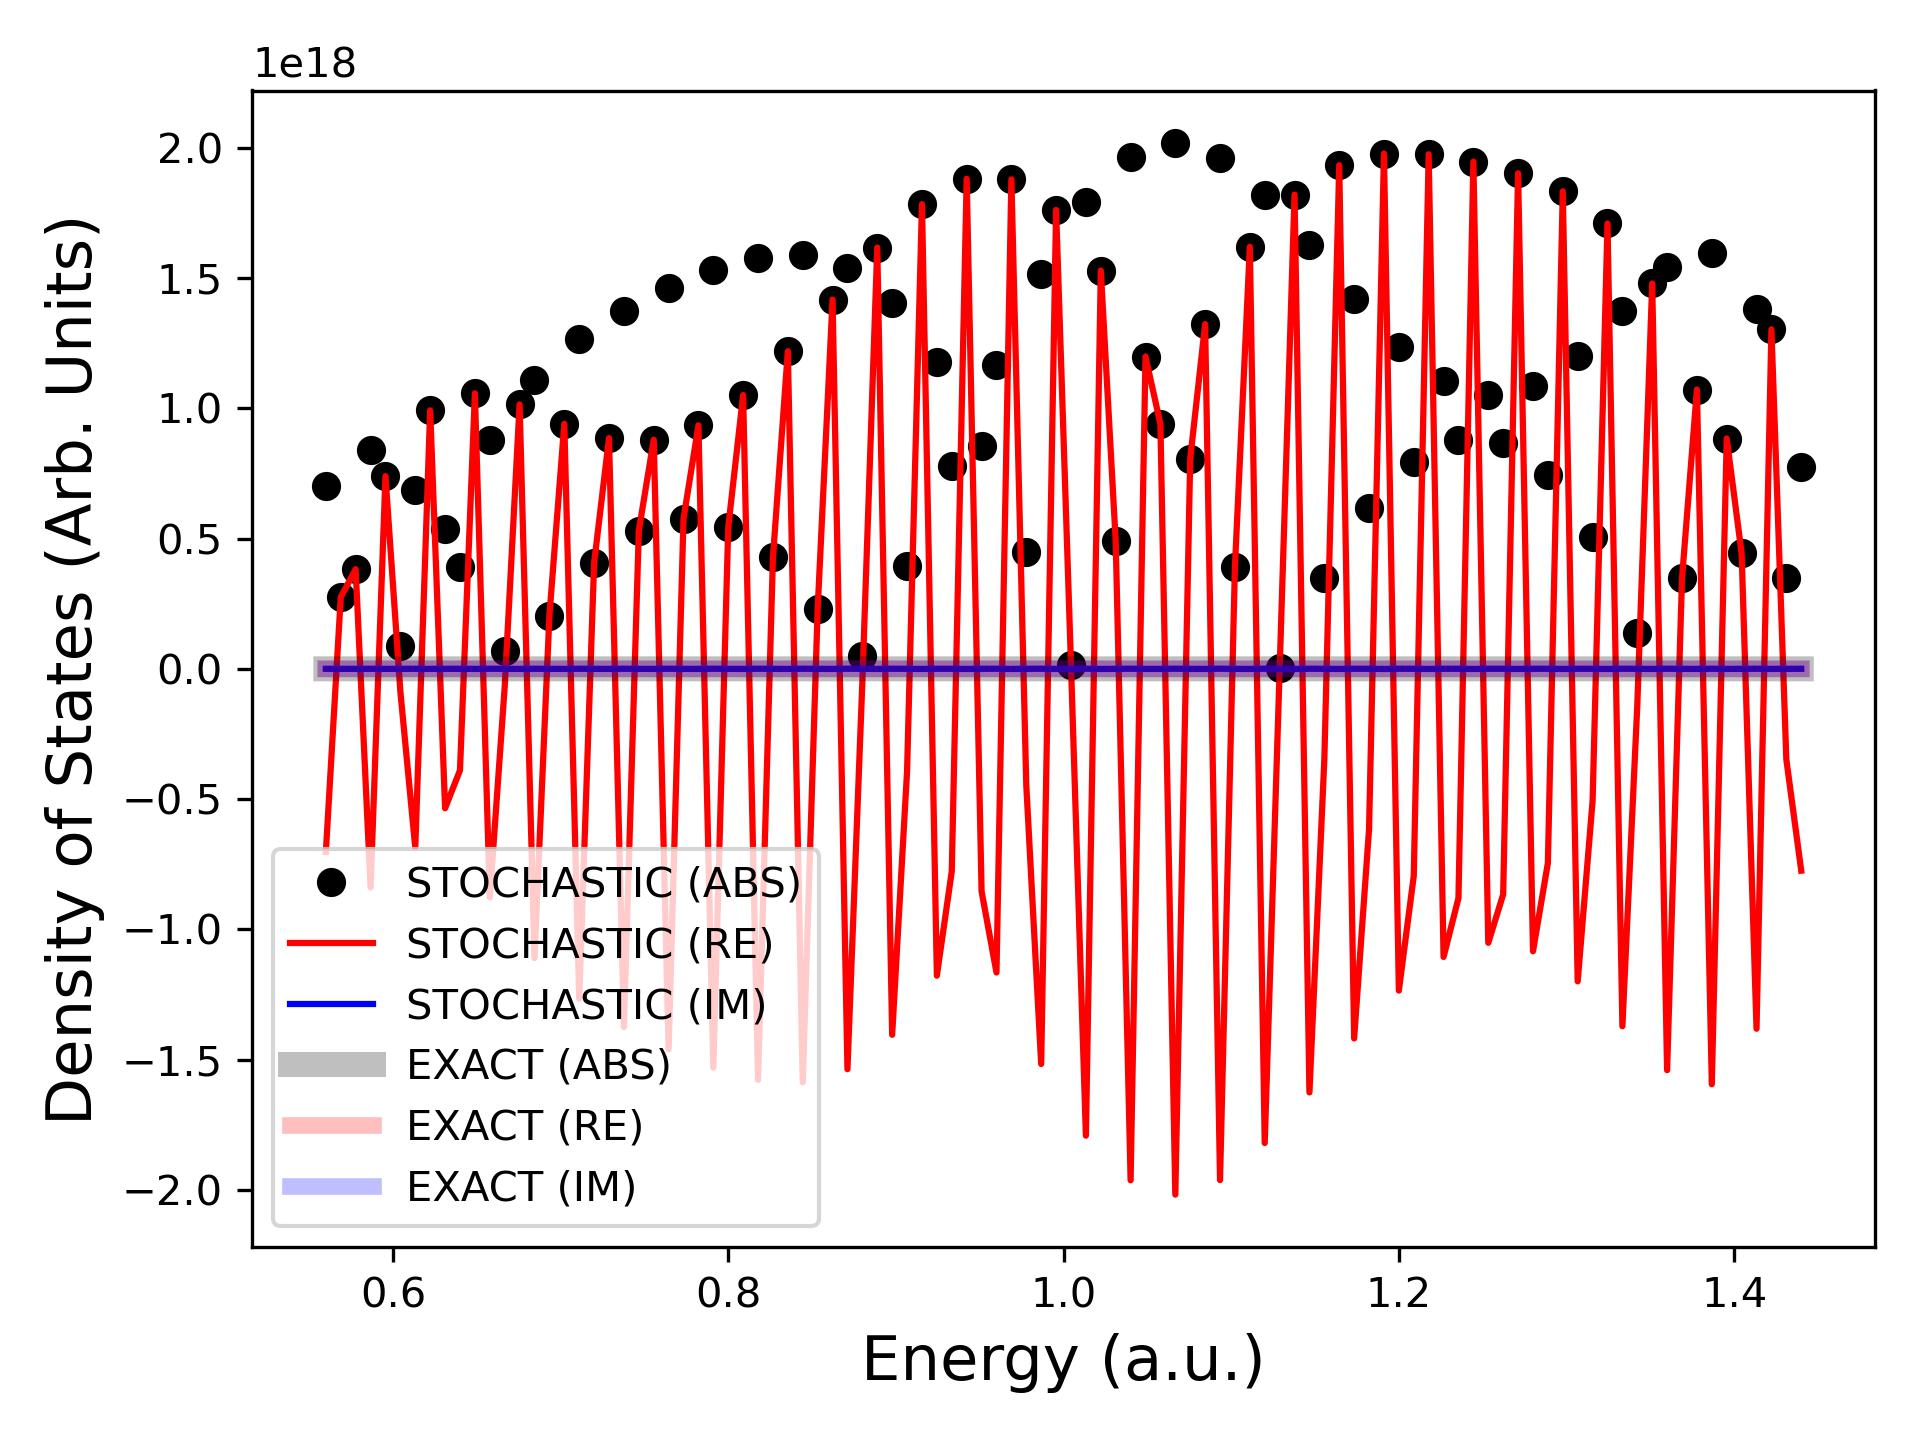 1e18
2.0
1.5
1.0
0.5
0.0
−0.5
−1.0
−1.5
−2.0
Density of States (Arb. Units)
STOCHASTIC (ABS)
STOCHASTIC (RE)
STOCHASTIC (IM)
EXACT (ABS)
EXACT (RE)
EXACT (IM)
0.6 0.8 1.0 1.2 1.4
Energy (a.u.)